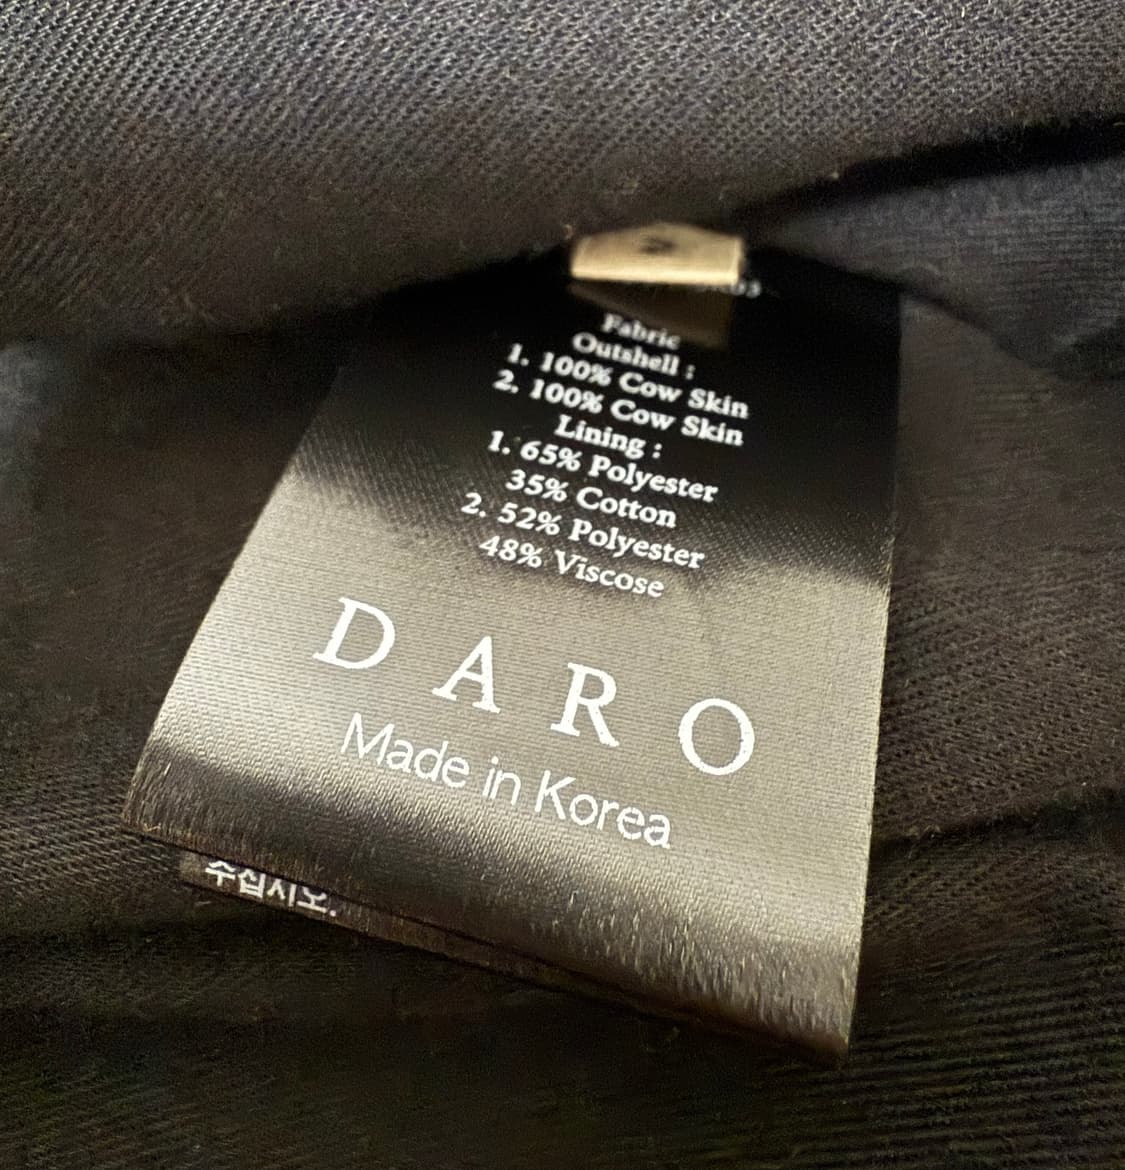 Fabric
Outshell :
1. 100% Cow Skin
2. 100% Cow Skin
Lining :
1. 65% Polyester
35% Cotton
2. 52% Polyester
48% Viscose
DARO
Made in Korea
수십시오.